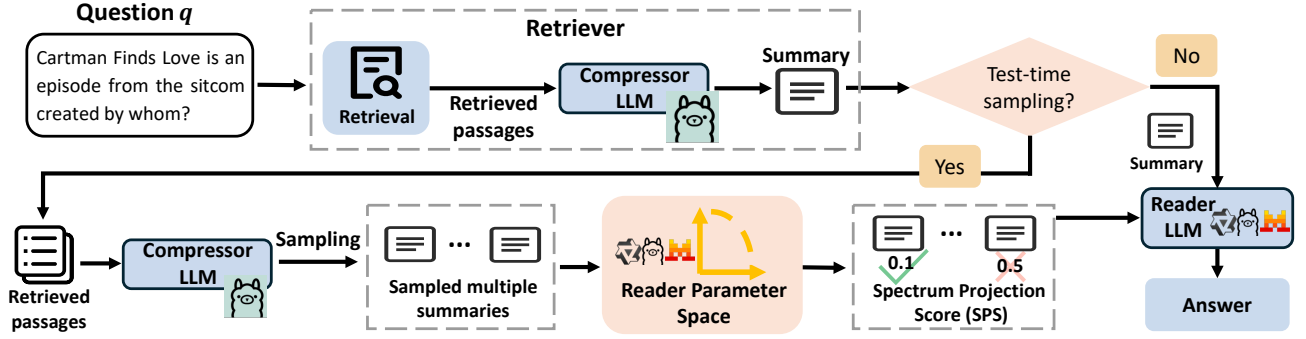 Question q
Cartman Finds Love is an
episode from the sitcom
created by whom?
Retriever
Retrieval
Retrieved
passages
Compressor
LLM
Summary
Test-time
sampling?
No
Yes
Summary
Reader
LLM
Answer
Retrieved
passages
Compressor
LLM
Sampling
...
Sampled multiple
summaries
Reader Parameter
Space
...
0.1
0.5
Spectrum Projection
Score (SPS)